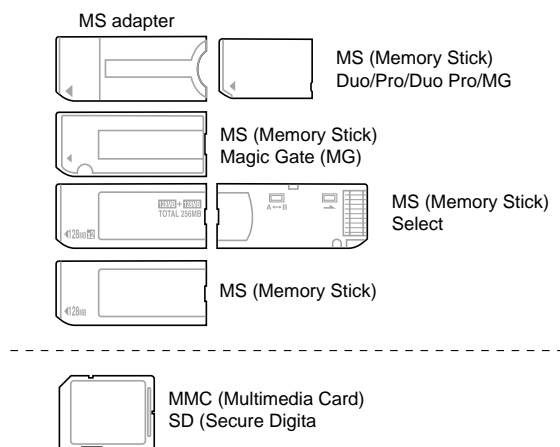 MS adapter
MS (Memory Stick)
Duo/Pro/Duo Pro/MG
MS (Memory Stick)
Magic Gate (MG)
128MB + 128MB
TOTAL 256MB
128MB x2
A ↔ B
MS (Memory Stick)
Select
MS (Memory Stick)
128MB
MMC (Multimedia Card)
SD (Secure Digita